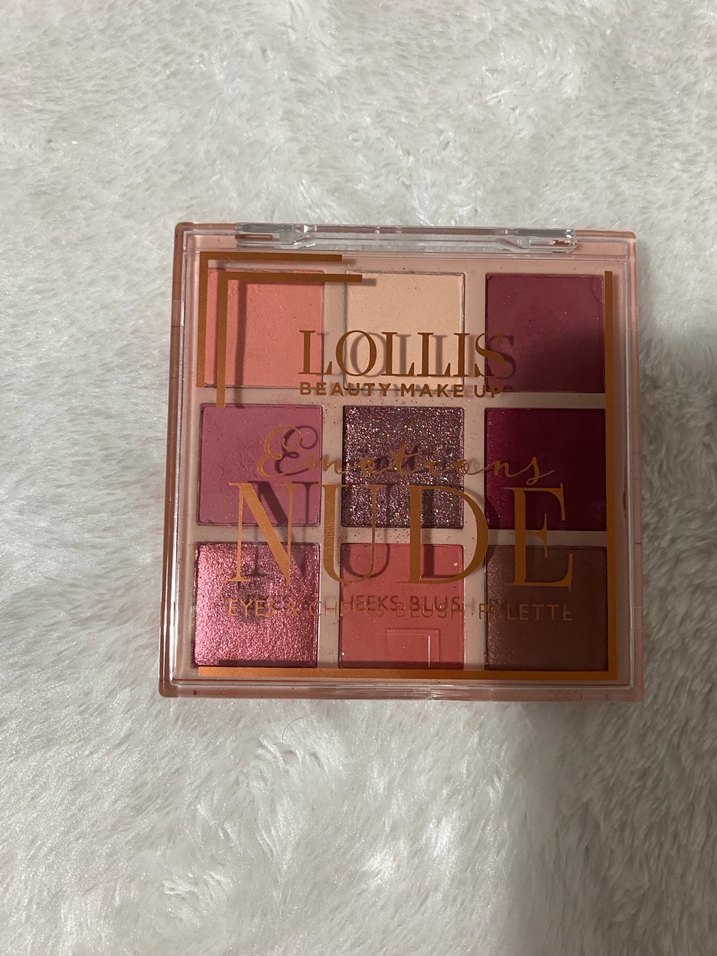 LOLLIS
BEAUTY MAKE UP
Emotions
NUDE
EYES & CHEEKS BLUSH PALETTE